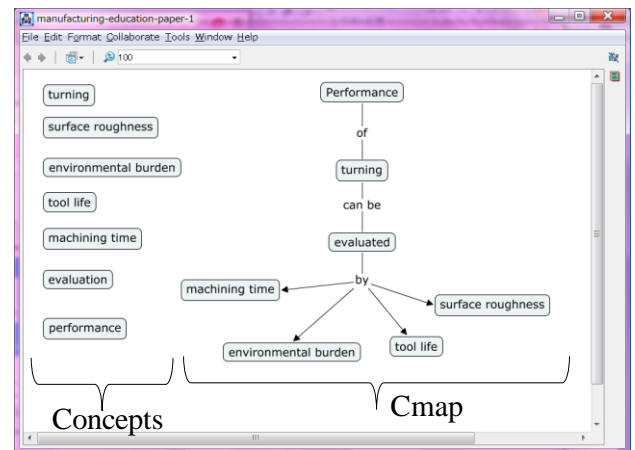 manufacturing-education-paper-1
File Edit Format Collaborate Tools Window Help
100
turning
surface roughness
environmental burden
tool life
machining time
evaluation
performance
Concepts
Performance
of
turning
can be
evaluated
by
machining time
surface roughness
environmental burden
tool life
Cmap